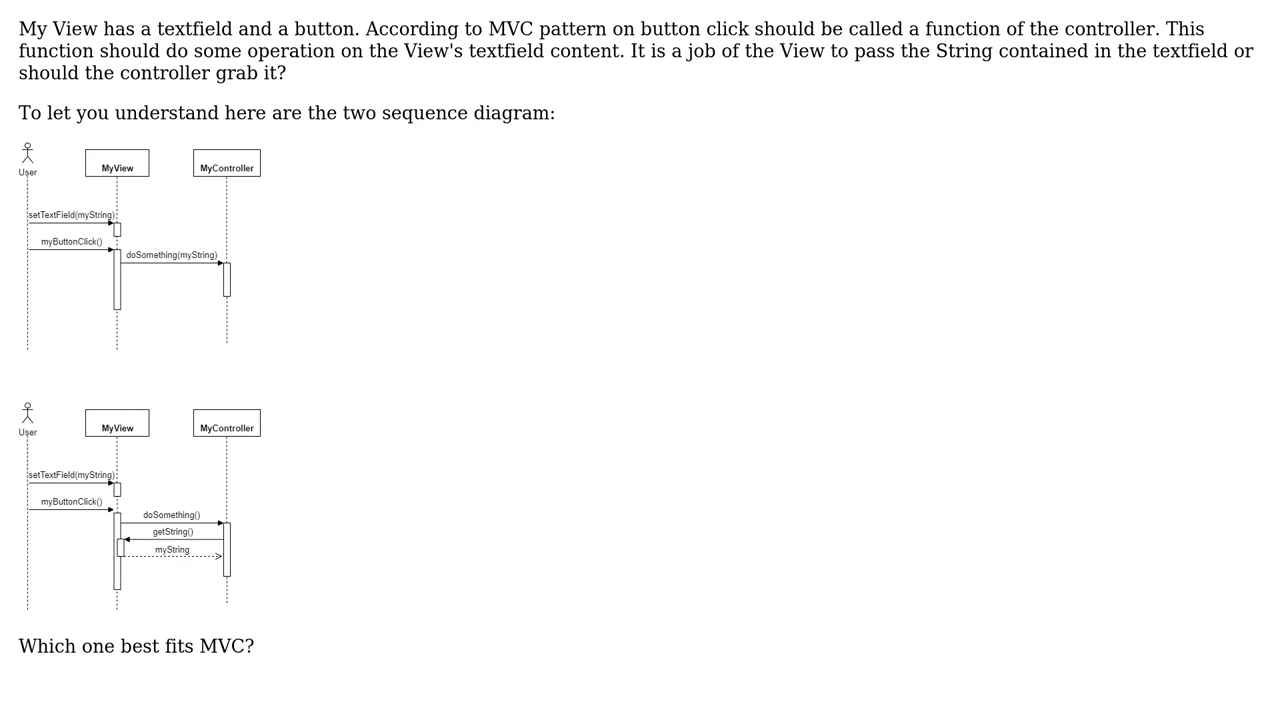 My View has a textfield and a button. According to MVC pattern on button click should be called a function of the controller. This
function should do some operation on the View's textfield content. It is a job of the View to pass the String contained in the textfield or
should the controller grab it?
To let you understand here are the two sequence diagram:
User
MyView
MyController
setTextField(myString)
myButtonClick()
doSomething(myString)
User
MyView
MyController
setTextField(myString)
myButtonClick()
doSomething()
getString()
myString
Which one best fits MVC?